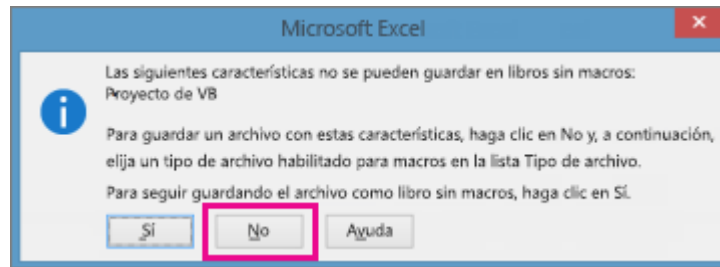 Microsoft Excel
Las siguientes características no se pueden guardar en libros sin macros:
Proyecto de VB
Para guardar un archivo con estas características, haga clic en No y, a continuación,
elija un tipo de archivo habilitado para macros en la lista Tipo de archivo.
Para seguir guardando el archivo como libro sin macros, haga clic en Sí.
Sí No Ayuda